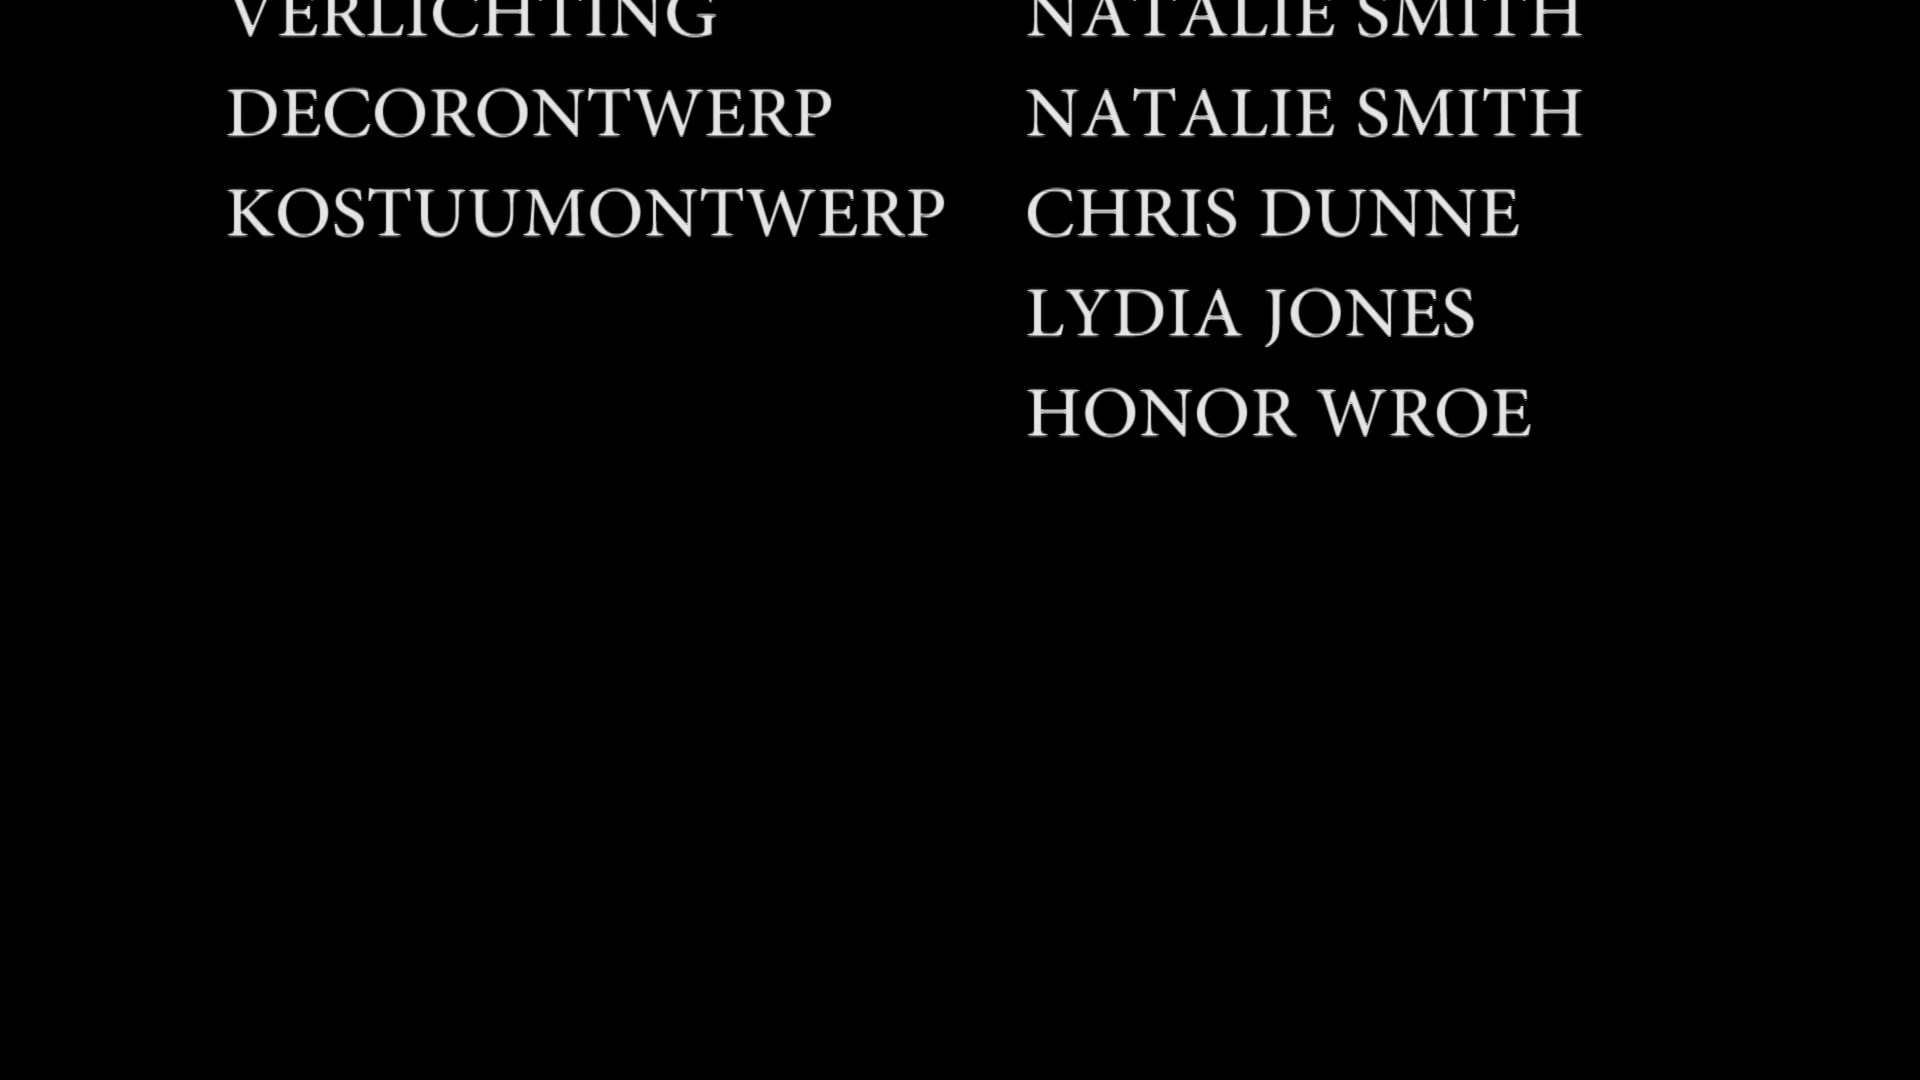 VERLICHTING NATALIE SMITH
DECORONTWERP NATALIE SMITH
KOSTUUMONTWERP CHRIS DUNNE
LYDIA JONES
HONOR WROE